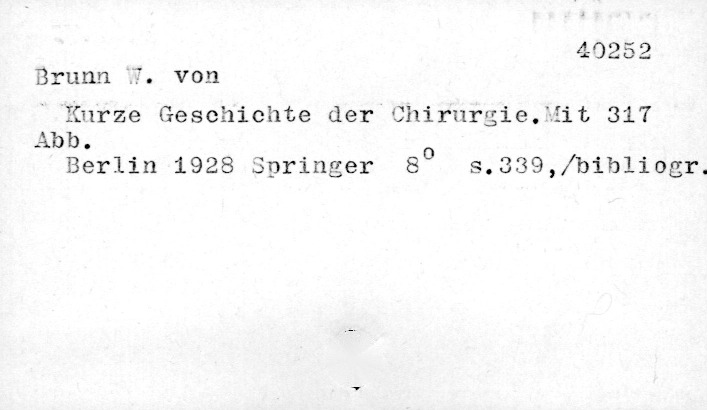 40252
Brunn W. von
Kurze Geschichte der Chirurgie.Mit 317
Abb.
Berlin 1928 Springer 8⁰ s.339,/bibliogr.